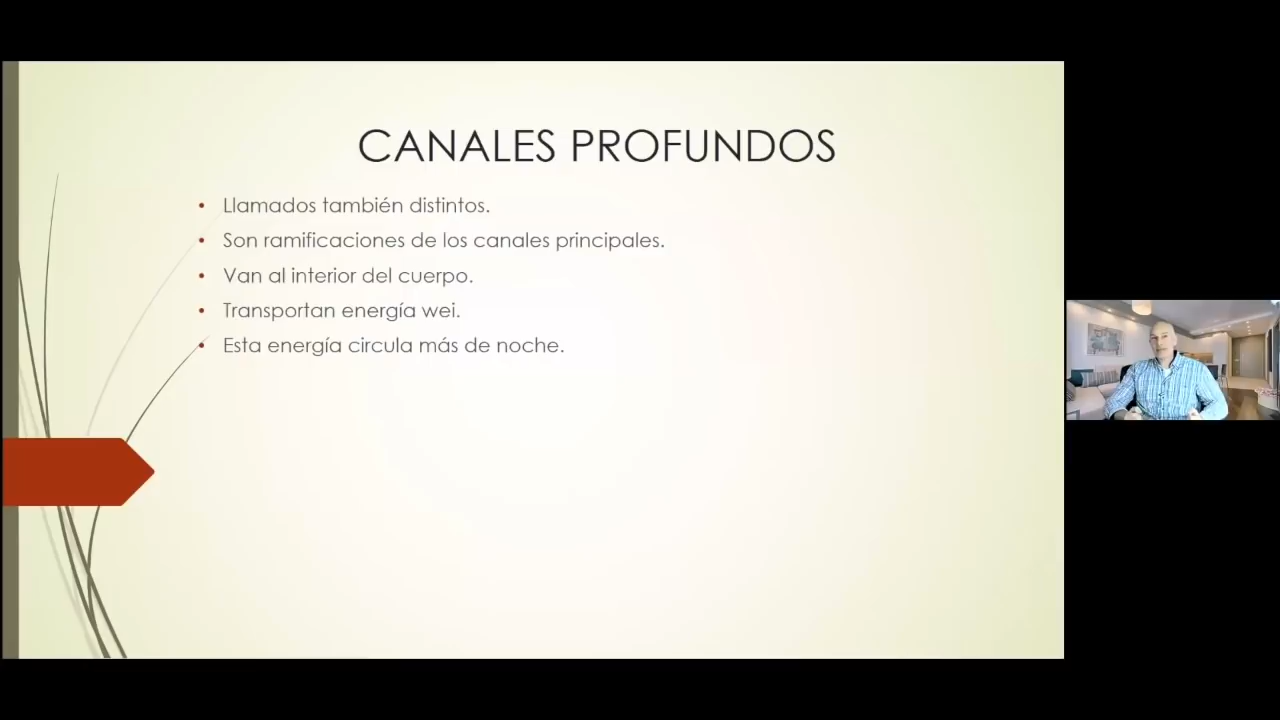 CANALES PROFUNDOS
• Llamados también distintos.
• Son ramificaciones de los canales principales.
• Van al interior del cuerpo.
• Transportan energía wei.
• Esta energía circula más de noche.